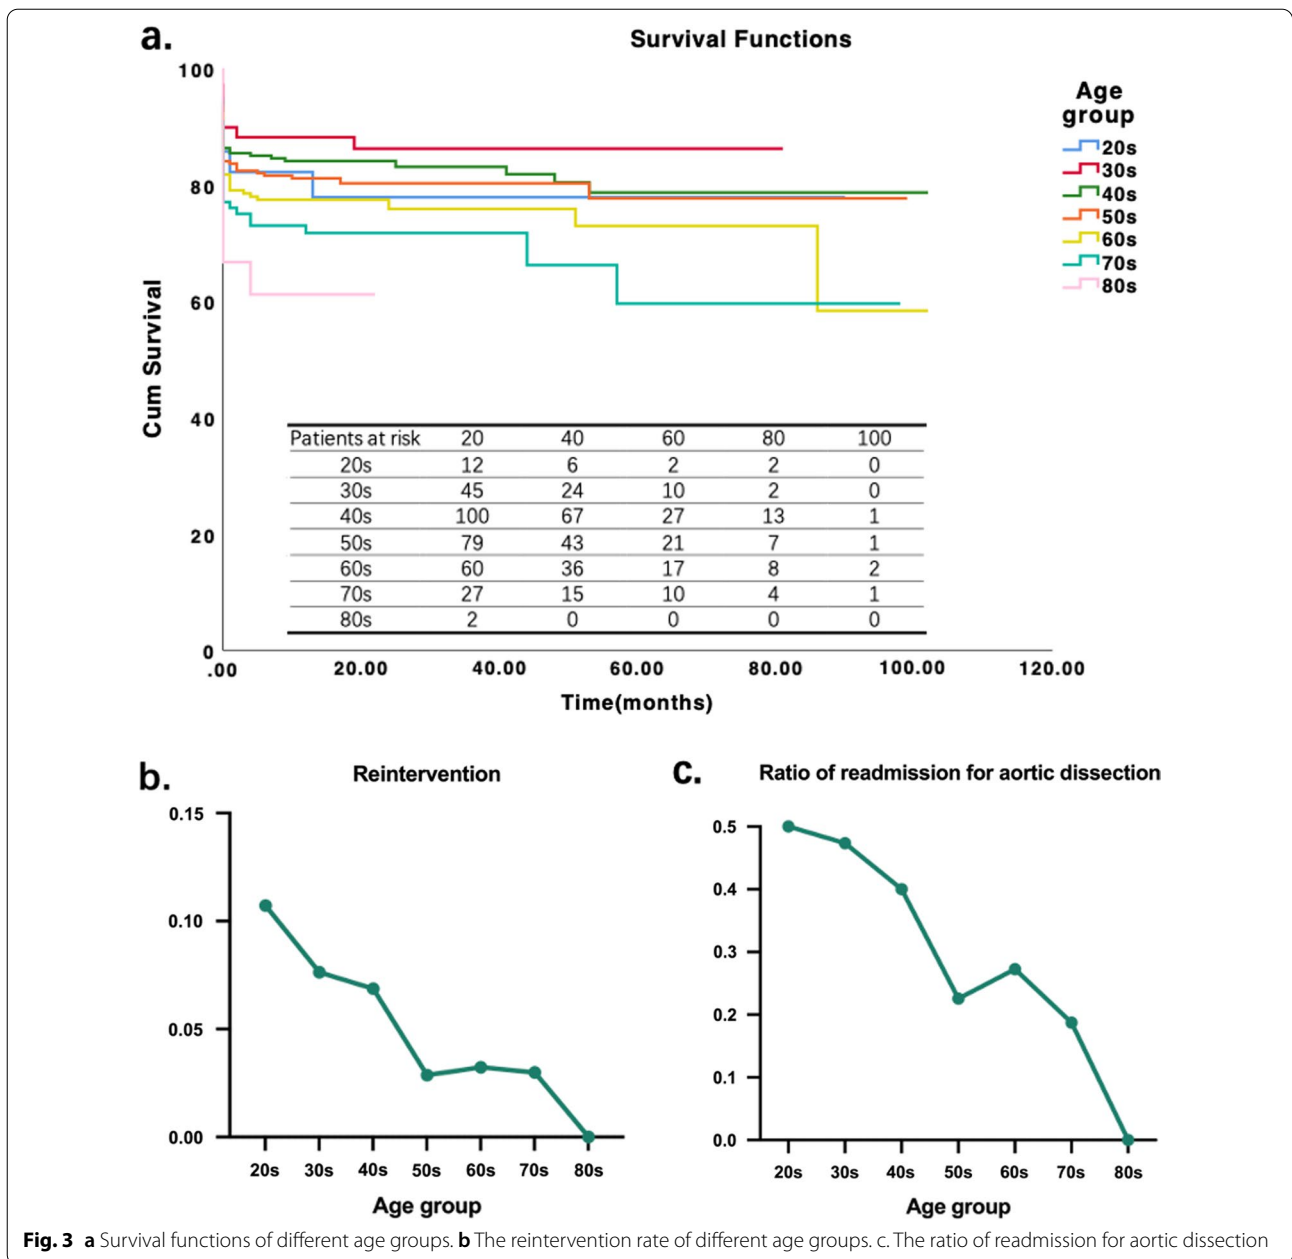 a.
Survival Functions
100
80
60
40
20
0
Cum Survival
.00 20.00 40.00 60.00 80.00 100.00 120.00
Time(months)
Age
group
20s
30s
40s
50s
60s
70s
80s
Patients at risk 20 40 60 80 100
20s 12 6 2 2 0
30s 45 24 10 2 0
40s 100 67 27 13 1
50s 79 43 21 7 1
60s 60 36 17 8 2
70s 27 15 10 4 1
80s 2 0 0 0 0
b.
Reintervention
0.15
0.10
0.05
0.00
20s 30s 40s 50s 60s 70s 80s
Age group
c.
Ratio of readmission for aortic dissection
0.5
0.4
0.3
0.2
0.1
0.0
20s 30s 40s 50s 60s 70s 80s
Age group
Fig. 3 a Survival functions of different age groups. b The reintervention rate of different age groups. c. The ratio of readmission for aortic dissection